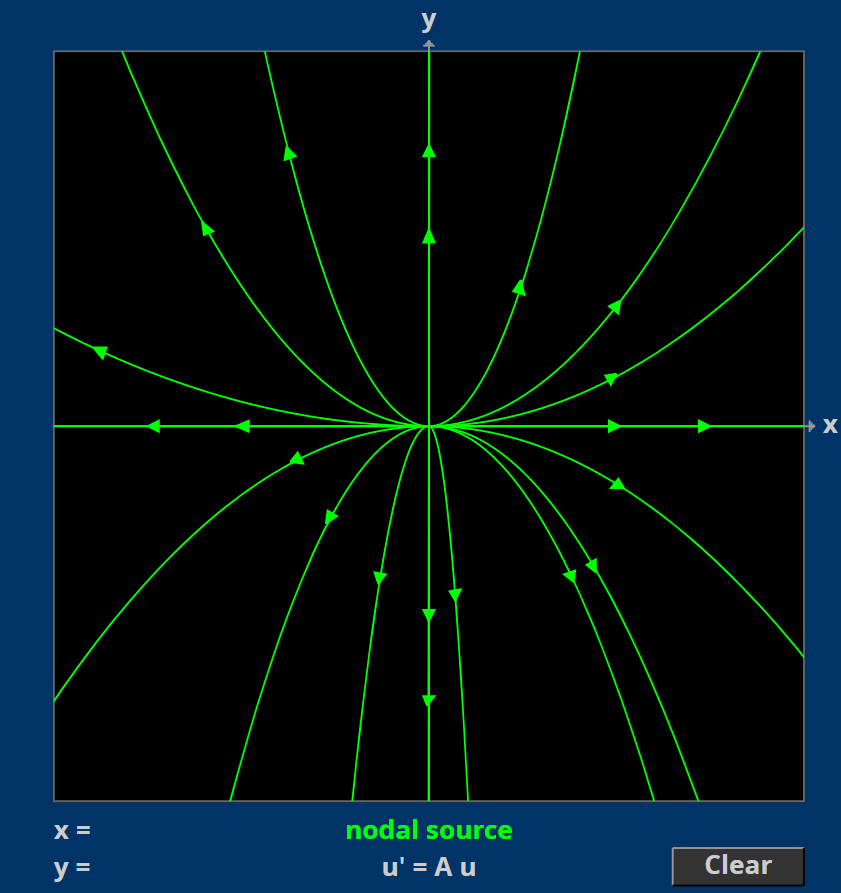 y
x
x =
nodal source
y =
u' = A u
Clear